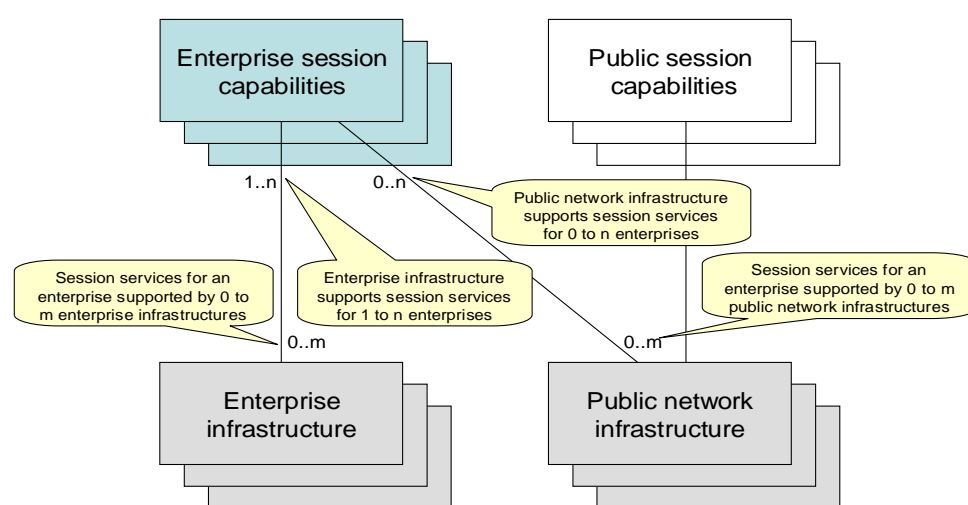 Enterprise session
capabilities
Public session
capabilities
1..n
0..n
Public network infrastructure
supports session services
for 0 to n enterprises
Session services for an
enterprise supported by 0 to
m enterprise infrastructures
Enterprise infrastructure
supports session services
for 1 to n enterprises
Session services for an
enterprise supported by 0 to m
public network infrastructures
0..m
0..m
Enterprise
infrastructure
Public network
infrastructure